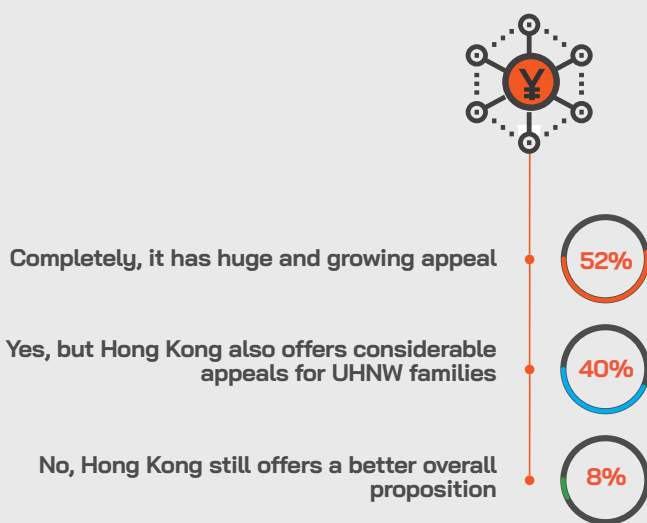 ¥
Completely, it has huge and growing appeal
52%
Yes, but Hong Kong also offers considerable
appeals for UHNW families
40%
No, Hong Kong still offers a better overall
proposition
8%